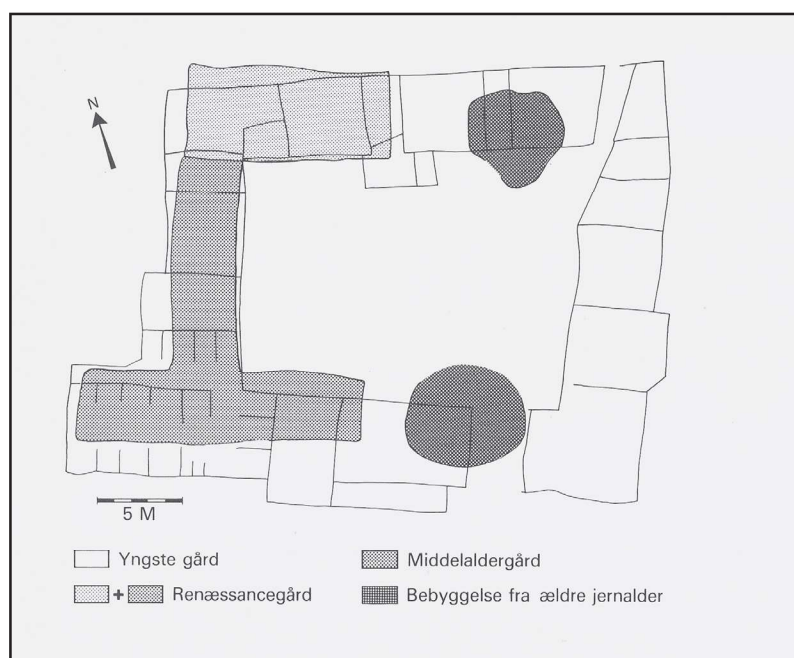 N
5 M
Yngste gård
Middelaldergård
+ Renæssancegård
Bebyggelse fra ældre jernalder